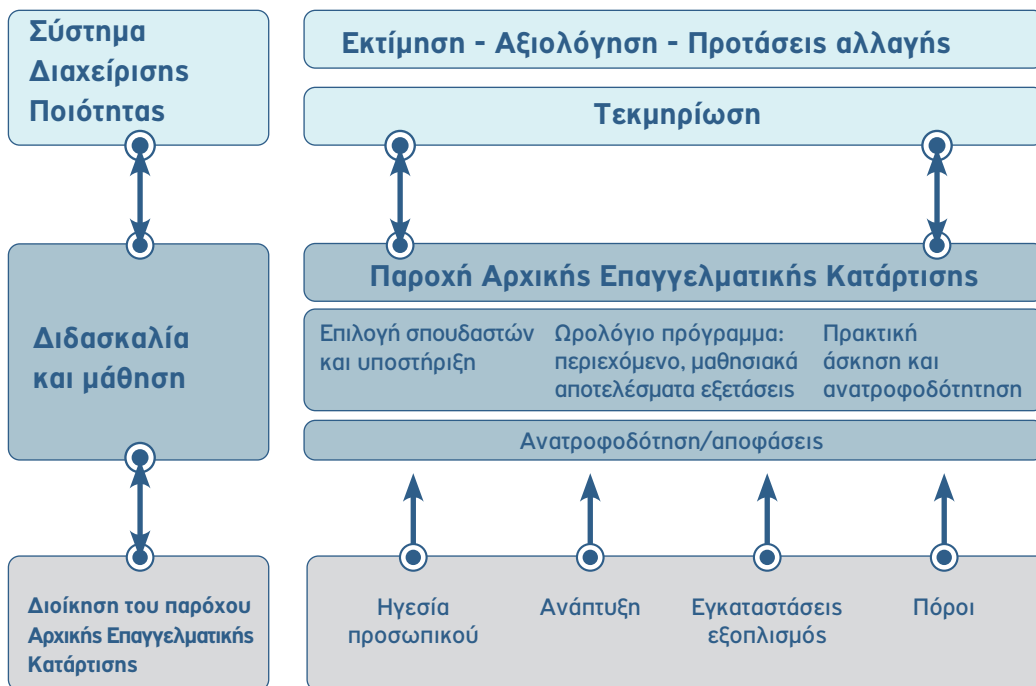 Σύστημα
Διαχείρισης
Ποιότητας
Εκτίμηση - Αξιολόγηση - Προτάσεις αλλαγής
Τεκμηρίωση
Διδασκαλία
και μάθηση
Παροχή Αρχικής Επαγγελματικής Κατάρτισης
Επιλογή σπουδαστών
και υποστήριξη
Ωρολόγιο πρόγραμμα:
περιεχόμενο, μαθησιακά
αποτελέσματα εξετάσεις
Πρακτική
άσκηση και
ανατροφοδότητηση
Ανατροφοδότηση/αποφάσεις
Διοίκηση του παρόχου
Αρχικής Επαγγελματικής
Κατάρτισης
Ηγεσία
προσωπικού
Ανάπτυξη
Εγκαταστάσεις
εξοπλισμός
Πόροι